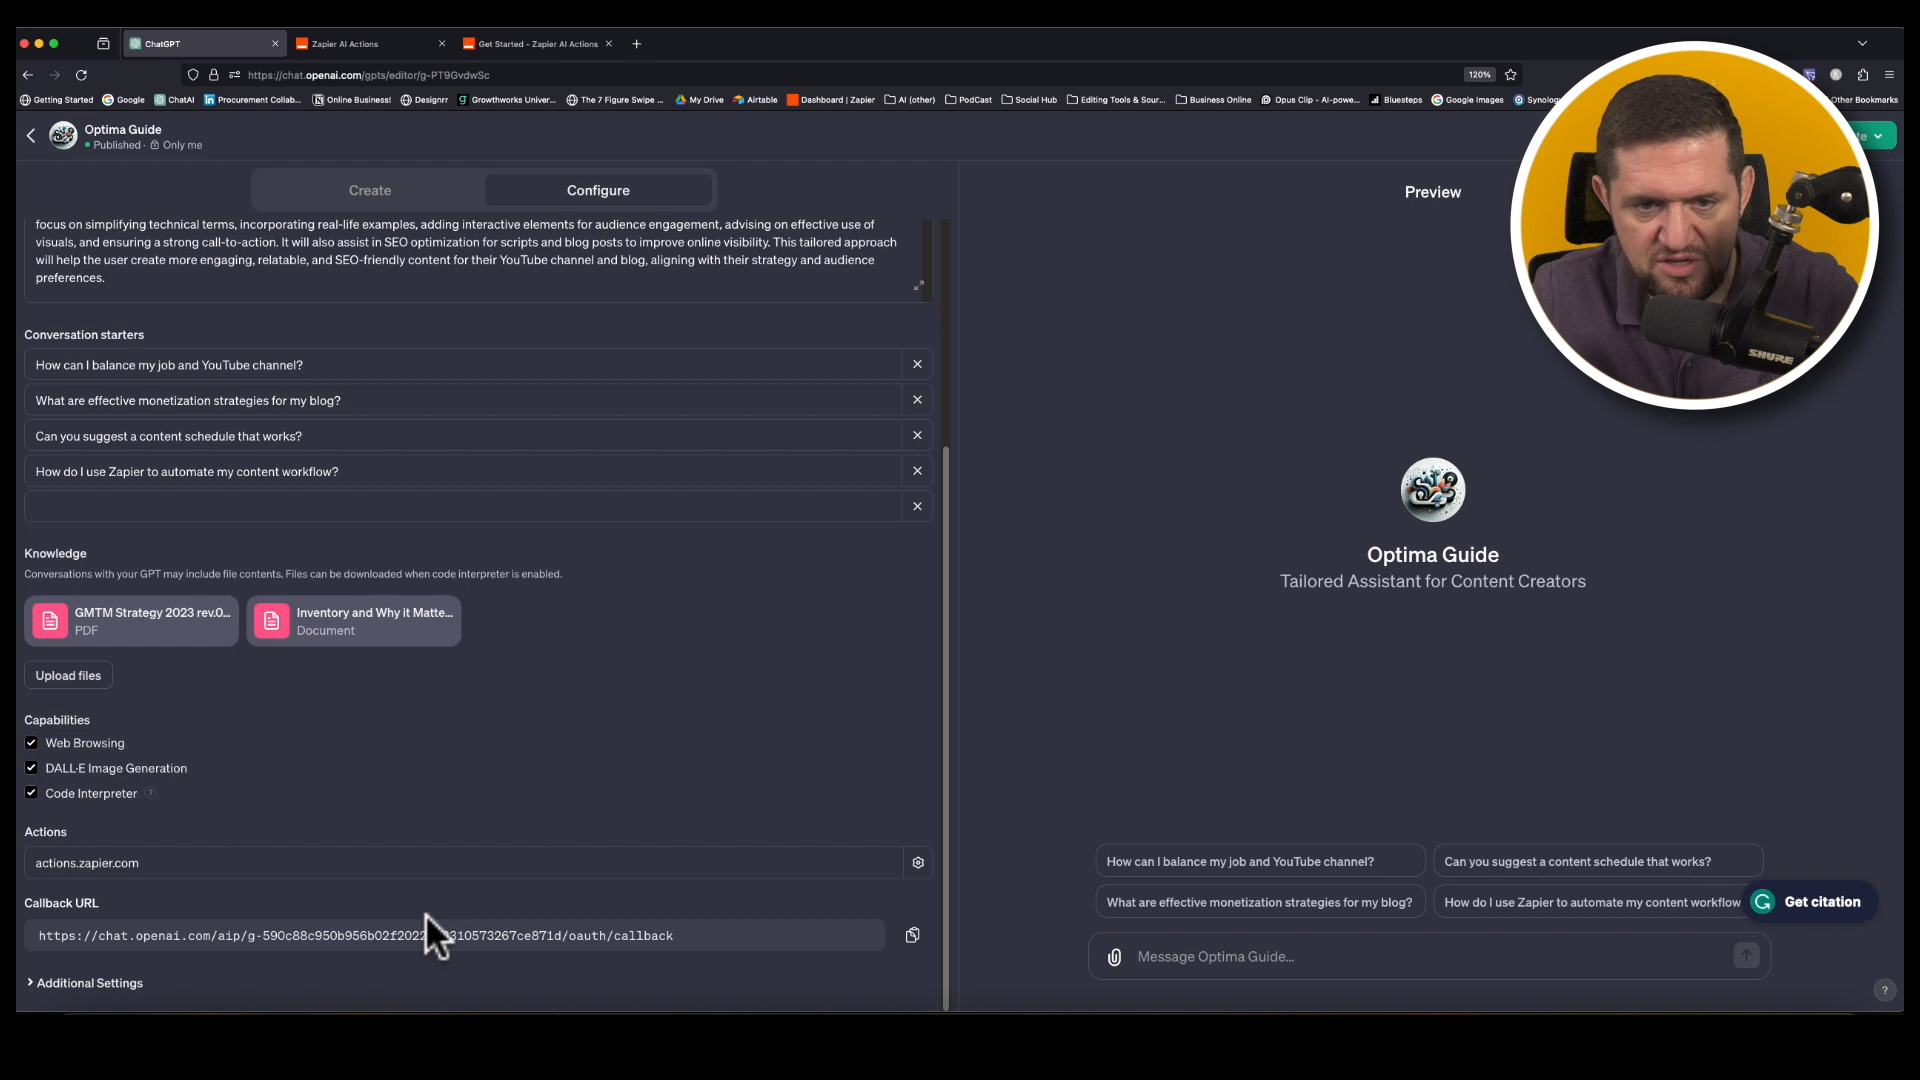 ChatGPT
Zapier AI Actions
Get Started - Zapier AI Actions
https://chat.openai.com/gpts/editor/g-PT9GvdwSc
120%
Getting Started
Google
ChatAI
Procurement Collab...
Online Business!
Designrr
Growthworks Univer...
The 7 Figure Swipe ...
My Drive
Airtable
Dashboard | Zapier
AI (other)
PodCast
Social Hub
Editing Tools & Sour...
Business Online
Opus Clip - AI-powe...
Bluesteps
Google Images
Other Bookmarks
Optima Guide
Published · Only me
Create
Configure
Preview
focus on simplifying technical terms, incorporating real-life examples, adding interactive elements for audience engagement, advising on effective use of
visuals, and ensuring a strong call-to-action. It will also assist in SEO optimization for scripts and blog posts to improve online visibility. This tailored approach
will help the user create more engaging, relatable, and SEO-friendly content for their YouTube channel and blog, aligning with their strategy and audience
preferences.
Conversation starters
How can I balance my job and YouTube channel?
What are effective monetization strategies for my blog?
Can you suggest a content schedule that works?
How do I use Zapier to automate my content workflow?
Knowledge
Conversations with your GPT may include file contents. Files can be downloaded when code interpreter is enabled.
GMTM Strategy 2023 rev.0...
PDF
Inventory and Why it Matte...
Document
Upload files
Capabilities
Web Browsing
DALL·E Image Generation
Code Interpreter ?
Actions
actions.zapier.com
Callback URL
https://chat.openai.com/aip/g-590c88c950b956b02f202 310573267ce871d/oauth/callback
Additional Settings
SHURE
Optima Guide
Tailored Assistant for Content Creators
How can I balance my job and YouTube channel?
Can you suggest a content schedule that works?
What are effective monetization strategies for my blog?
How do I use Zapier to automate my content workflow
Get citation
Message Optima Guide...
?